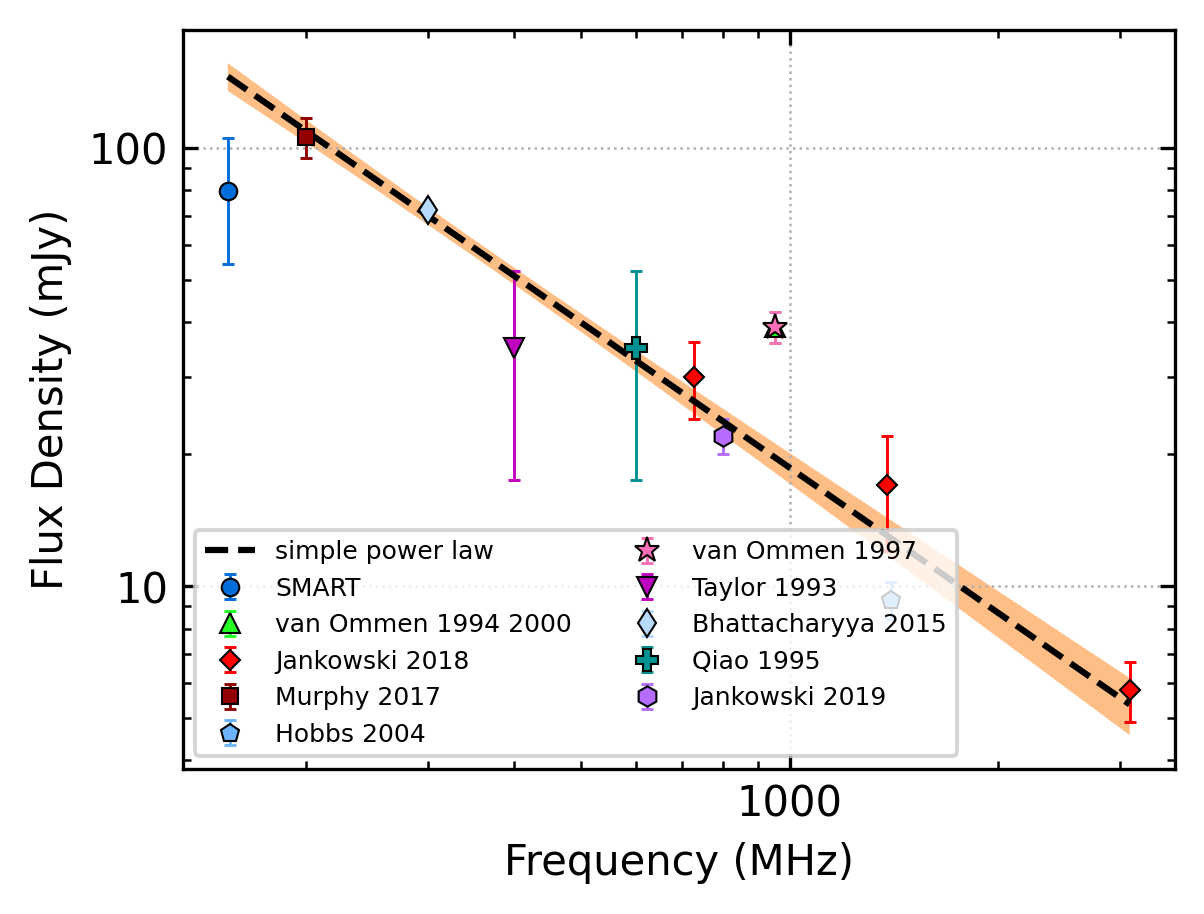 100
10
Flux Density (mJy)
simple power law
SMART
van Ommen 1994 2000
Jankowski 2018
Murphy 2017
Hobbs 2004
van Ommen 1997
Taylor 1993
Bhattacharyya 2015
Qiao 1995
Jankowski 2019
1000
Frequency (MHz)